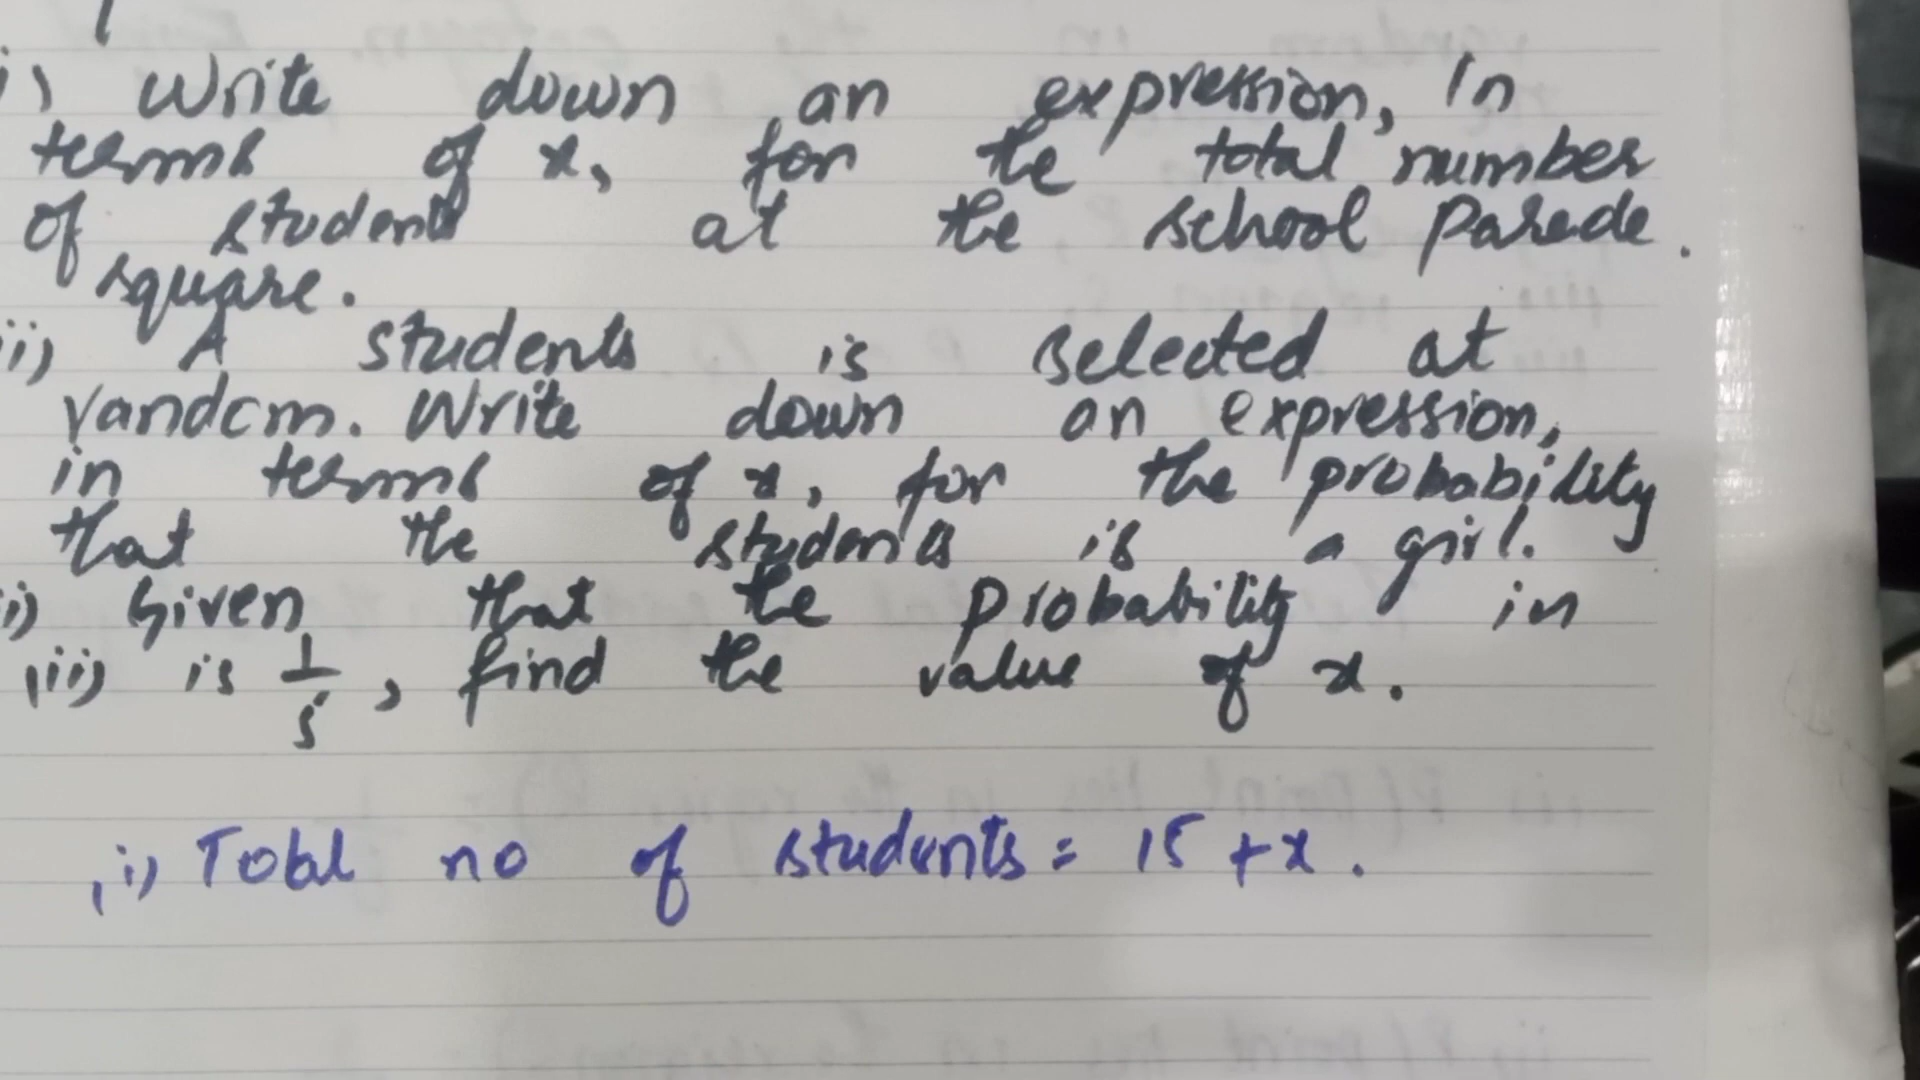 i) Write down an expression, In
terms of x, for the total number
of students at the school Parade.
square.
ii) A students is selected at
random. Write down an expression,
in terms of x, for the probability
that the students is a girl.
i) Given that the probability in
(ii) is 1/5, find the value of x.
(i) Total no of students = 15 + x.